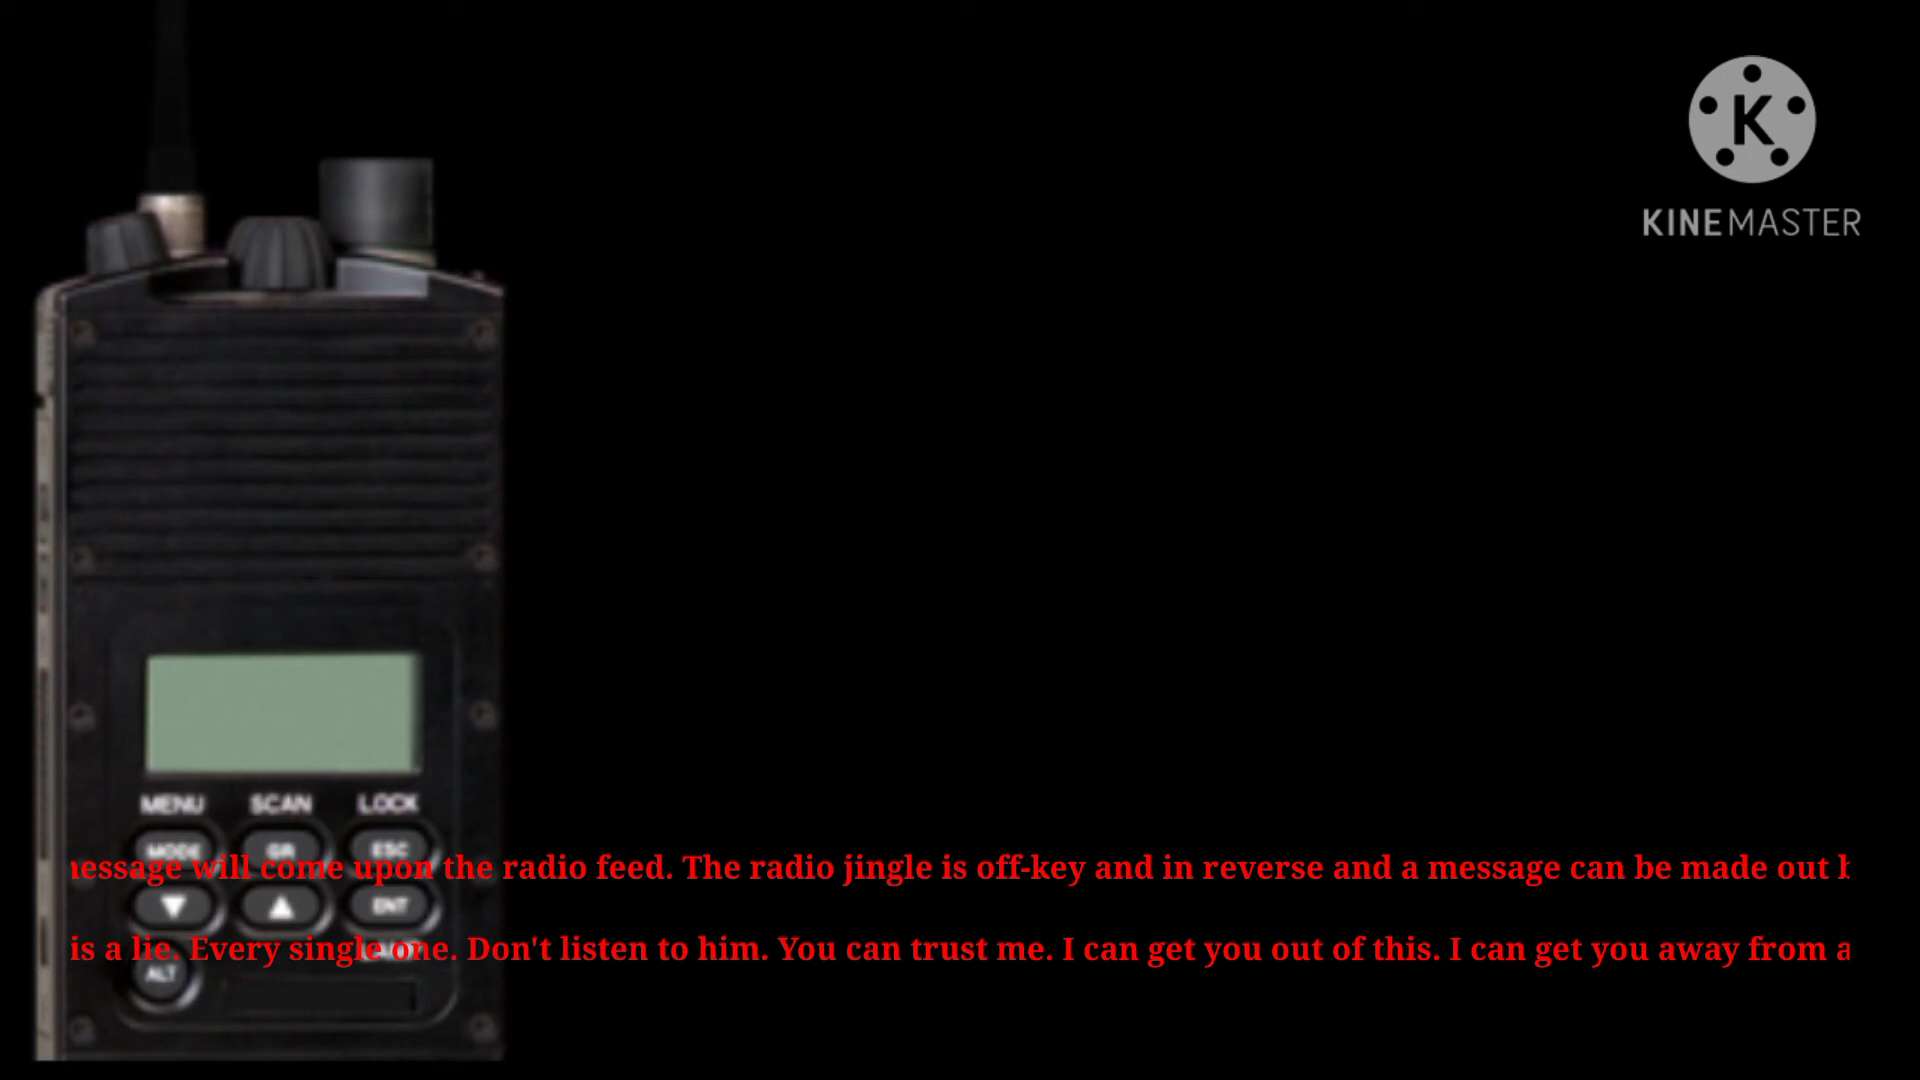 K
KINEMASTER
MENU SCAN LOCK
MODE GR ESC
will come upon the radio feed. The radio jingle is off-key and in reverse and a message can be made out
ENT
is a lie. Every single one. Don't listen to him. You can trust me. I can get you out of this. I can get you away from
ALT